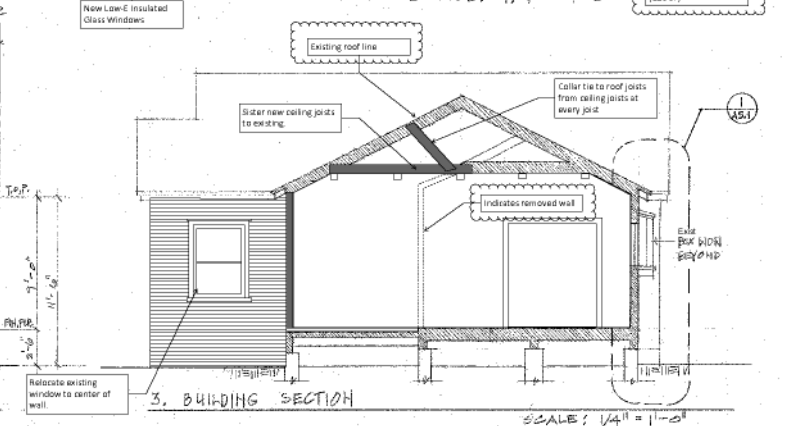 New Low-E Insulated
Glass Windows
Existing roof line
Collar tie to roof joists
from ceiling joists at
every joist
1
A5.1
Sister new ceiling joists
to existing.
T.O.P.
Indicates removed wall
Exist
BOX WDW
BEYOND
9'-0"
11'-6"
FIN.FLR.
2'-6"
Relocate existing
window to center of
wall.
3. BUILDING SECTION
SCALE: 1/4" = 1'-0"